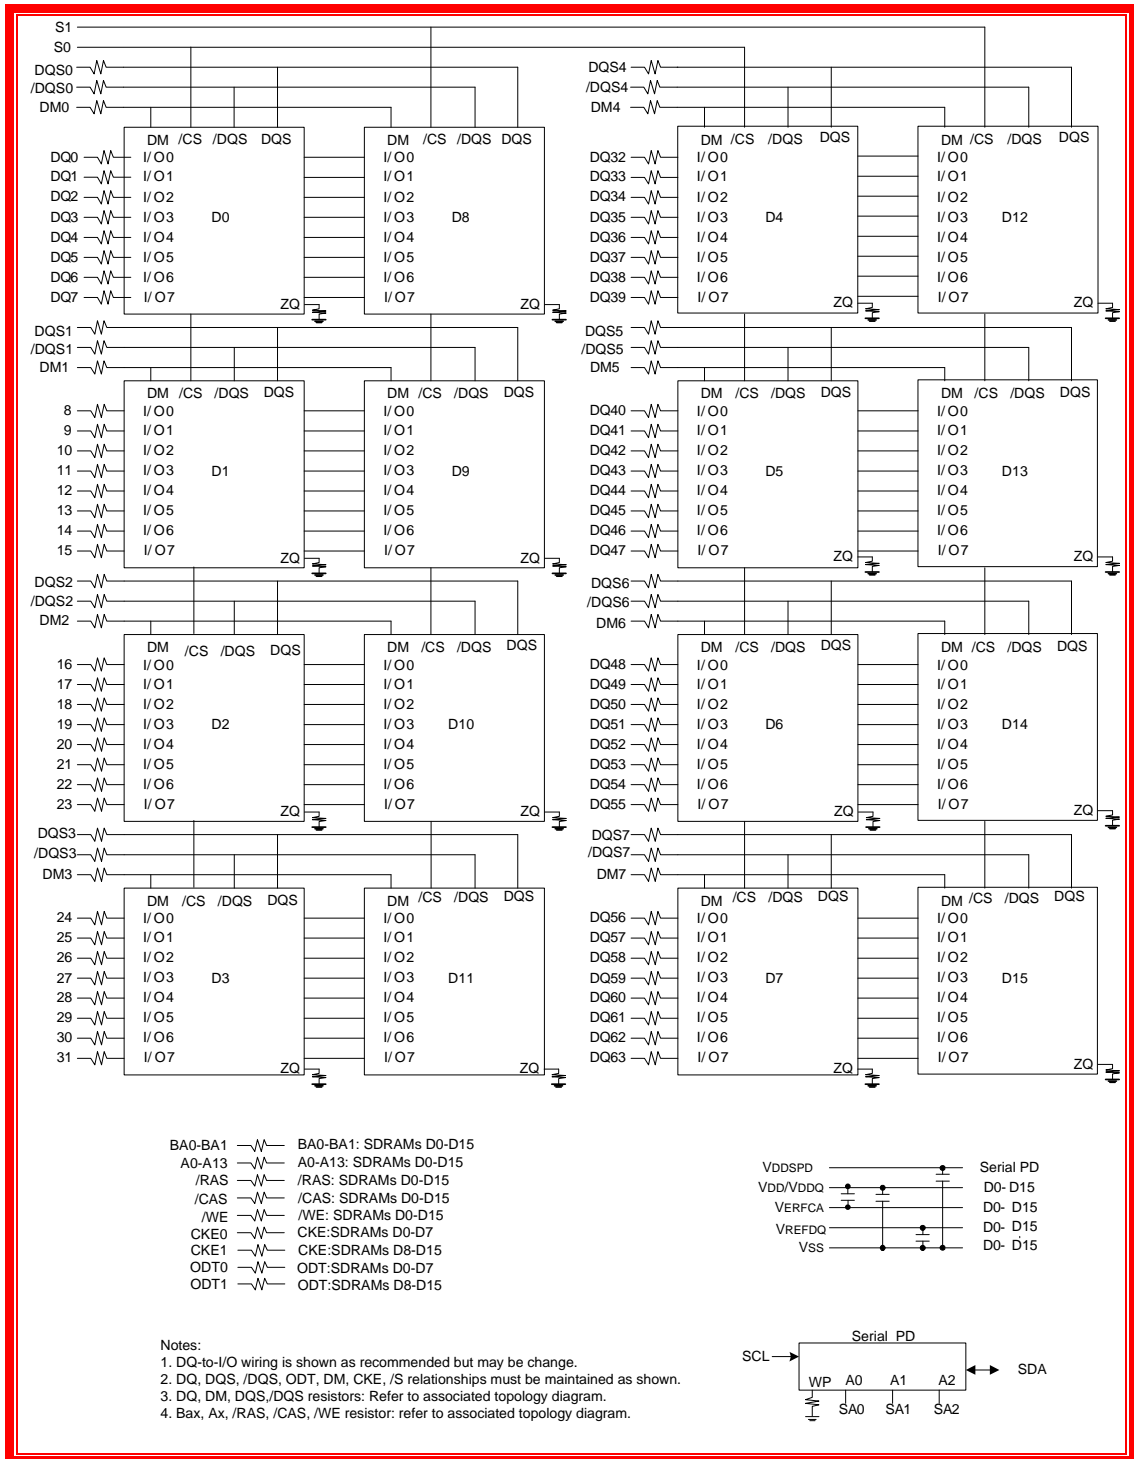 S1
S0
DQS0 DQS4
/DQS0 /DQS4
DM0 DM4
DM /CS /DQS DQS DM /CS /DQS DQS DM /CS /DQS DQS DM /CS /DQS DQS
DQ0 I/O0 I/O0 DQ32 I/O0 I/O0
DQ1 I/O1 I/O1 DQ33 I/O1 I/O1
DQ2 I/O2 I/O2 DQ34 I/O2 I/O2
DQ3 I/O3 D0 I/O3 D8 DQ35 I/O3 D4 I/O3 D12
DQ4 I/O4 I/O4 DQ36 I/O4 I/O4
DQ5 I/O5 I/O5 DQ37 I/O5 I/O5
DQ6 I/O6 I/O6 DQ38 I/O6 I/O6
DQ7 I/O7 I/O7 DQ39 I/O7 I/O7
ZQ ZQ ZQ ZQ
DQS1 DQS5
/DQS1 /DQS5
DM1 DM5
DM /CS /DQS DQS DM /CS /DQS DQS DM /CS /DQS DQS DM /CS /DQS DQS
8 I/O0 I/O0 DQ40 I/O0 I/O0
9 I/O1 I/O1 DQ41 I/O1 I/O1
10 I/O2 I/O2 DQ42 I/O2 I/O2
11 I/O3 D1 I/O3 D9 DQ43 I/O3 D5 I/O3 D13
12 I/O4 I/O4 DQ44 I/O4 I/O4
13 I/O5 I/O5 DQ45 I/O5 I/O5
14 I/O6 I/O6 DQ46 I/O6 I/O6
15 I/O7 I/O7 DQ47 I/O7 I/O7
ZQ ZQ ZQ ZQ
DQS2 DQS6
/DQS2 /DQS6
DM2 DM6
DM /CS /DQS DQS DM /CS /DQS DQS DM /CS /DQS DQS DM /CS /DQS DQS
16 I/O0 I/O0 DQ48 I/O0 I/O0
17 I/O1 I/O1 DQ49 I/O1 I/O1
18 I/O2 I/O2 DQ50 I/O2 I/O2
19 I/O3 D2 I/O3 D10 DQ51 I/O3 D6 I/O3 D14
20 I/O4 I/O4 DQ52 I/O4 I/O4
21 I/O5 I/O5 DQ53 I/O5 I/O5
22 I/O6 I/O6 DQ54 I/O6 I/O6
23 I/O7 I/O7 DQ55 I/O7 I/O7
ZQ ZQ ZQ ZQ
DQS3 DQS7
/DQS3 /DQS7
DM3 DM7
DM /CS /DQS DQS DM /CS /DQS DQS DM /CS /DQS DQS DM /CS /DQS DQS
24 I/O0 I/O0 DQ56 I/O0 I/O0
25 I/O1 I/O1 DQ57 I/O1 I/O1
26 I/O2 I/O2 DQ58 I/O2 I/O2
27 I/O3 D3 I/O3 D11 DQ59 I/O3 D7 I/O3 D15
28 I/O4 I/O4 DQ60 I/O4 I/O4
29 I/O5 I/O5 DQ61 I/O5 I/O5
30 I/O6 I/O6 DQ62 I/O6 I/O6
31 I/O7 I/O7 DQ63 I/O7 I/O7
ZQ ZQ ZQ ZQ
BA0-BA1 BA0-BA1: SDRAMs D0-D15
A0-A13 A0-A13: SDRAMs D0-D15
/RAS /RAS: SDRAMs D0-D15
/CAS /CAS: SDRAMs D0-D15
/WE /WE: SDRAMs D0-D15
CKE0 CKE:SDRAMs D0-D7
CKE1 CKE:SDRAMs D8-D15
ODT0 ODT:SDRAMs D0-D7
ODT1 ODT:SDRAMs D8-D15
VDDSPD Serial PD
VDD/VDDQ D0- D15
VERFCA D0- D15
VREFDQ D0- D15
VSS D0- D15
Notes:
1. DQ-to-I/O wiring is shown as recommended but may be change.
2. DQ, DQS, /DQS, ODT, DM, CKE, /S relationships must be maintained as shown.
3. DQ, DM, DQS,/DQS resistors: Refer to associated topology diagram.
4. Bax, Ax, /RAS, /CAS, /WE resistor: refer to associated topology diagram.
Serial PD
SCL SDA
WP A0 A1 A2
SA0 SA1 SA2